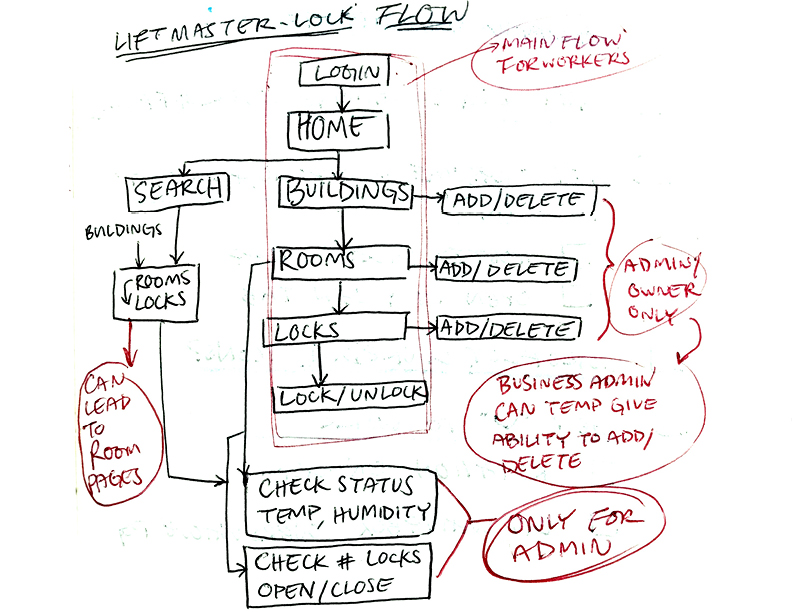 LIFTMASTER-LOCK FLOW
MAIN FLOW
FOR WORKERS
LOGIN
HOME
SEARCH
BUILDINGS
ADD/DELETE
BUILDINGS
ROOMS
LOCKS
ROOMS
ADD/DELETE
ADMIN/
OWNER
ONLY
LOCKS
ADD/DELETE
LOCK/UNLOCK
CAN
LEAD
TO
ROOM
PAGES
BUSINESS ADMIN
CAN TEMP GIVE
ABILITY TO ADD/
DELETE
CHECK STATUS
TEMP, HUMIDITY
CHECK # LOCKS
OPEN/CLOSE
ONLY FOR
ADMIN